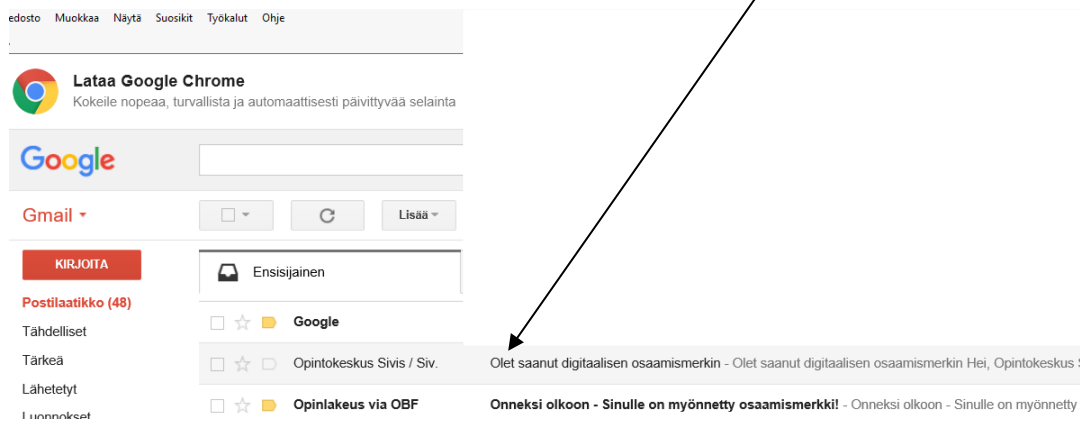 edosto Muokkaa Näytä Suosikit Työkalut Ohje
Lataa Google Chrome
Kokeile nopeaa, turvallista ja automaattisesti päivittyvää selainta
Google
Gmail
Lisää
KIRJOITA
Ensisijainen
Postilaatikko (48)
Tähdelliset
Google
Tärkeä
Opintokeskus Sivis / Siv. Olet saanut digitaalisen osaamismerkin - Olet saanut digitaalisen osaamismerkin Hei, Opintokeskus S
Lähetetyt
Opinlakeus via OBF Onneksi olkoon - Sinulle on myönnetty osaamismerkki! - Onneksi olkoon - Sinulle on myönnetty
Luonnokset